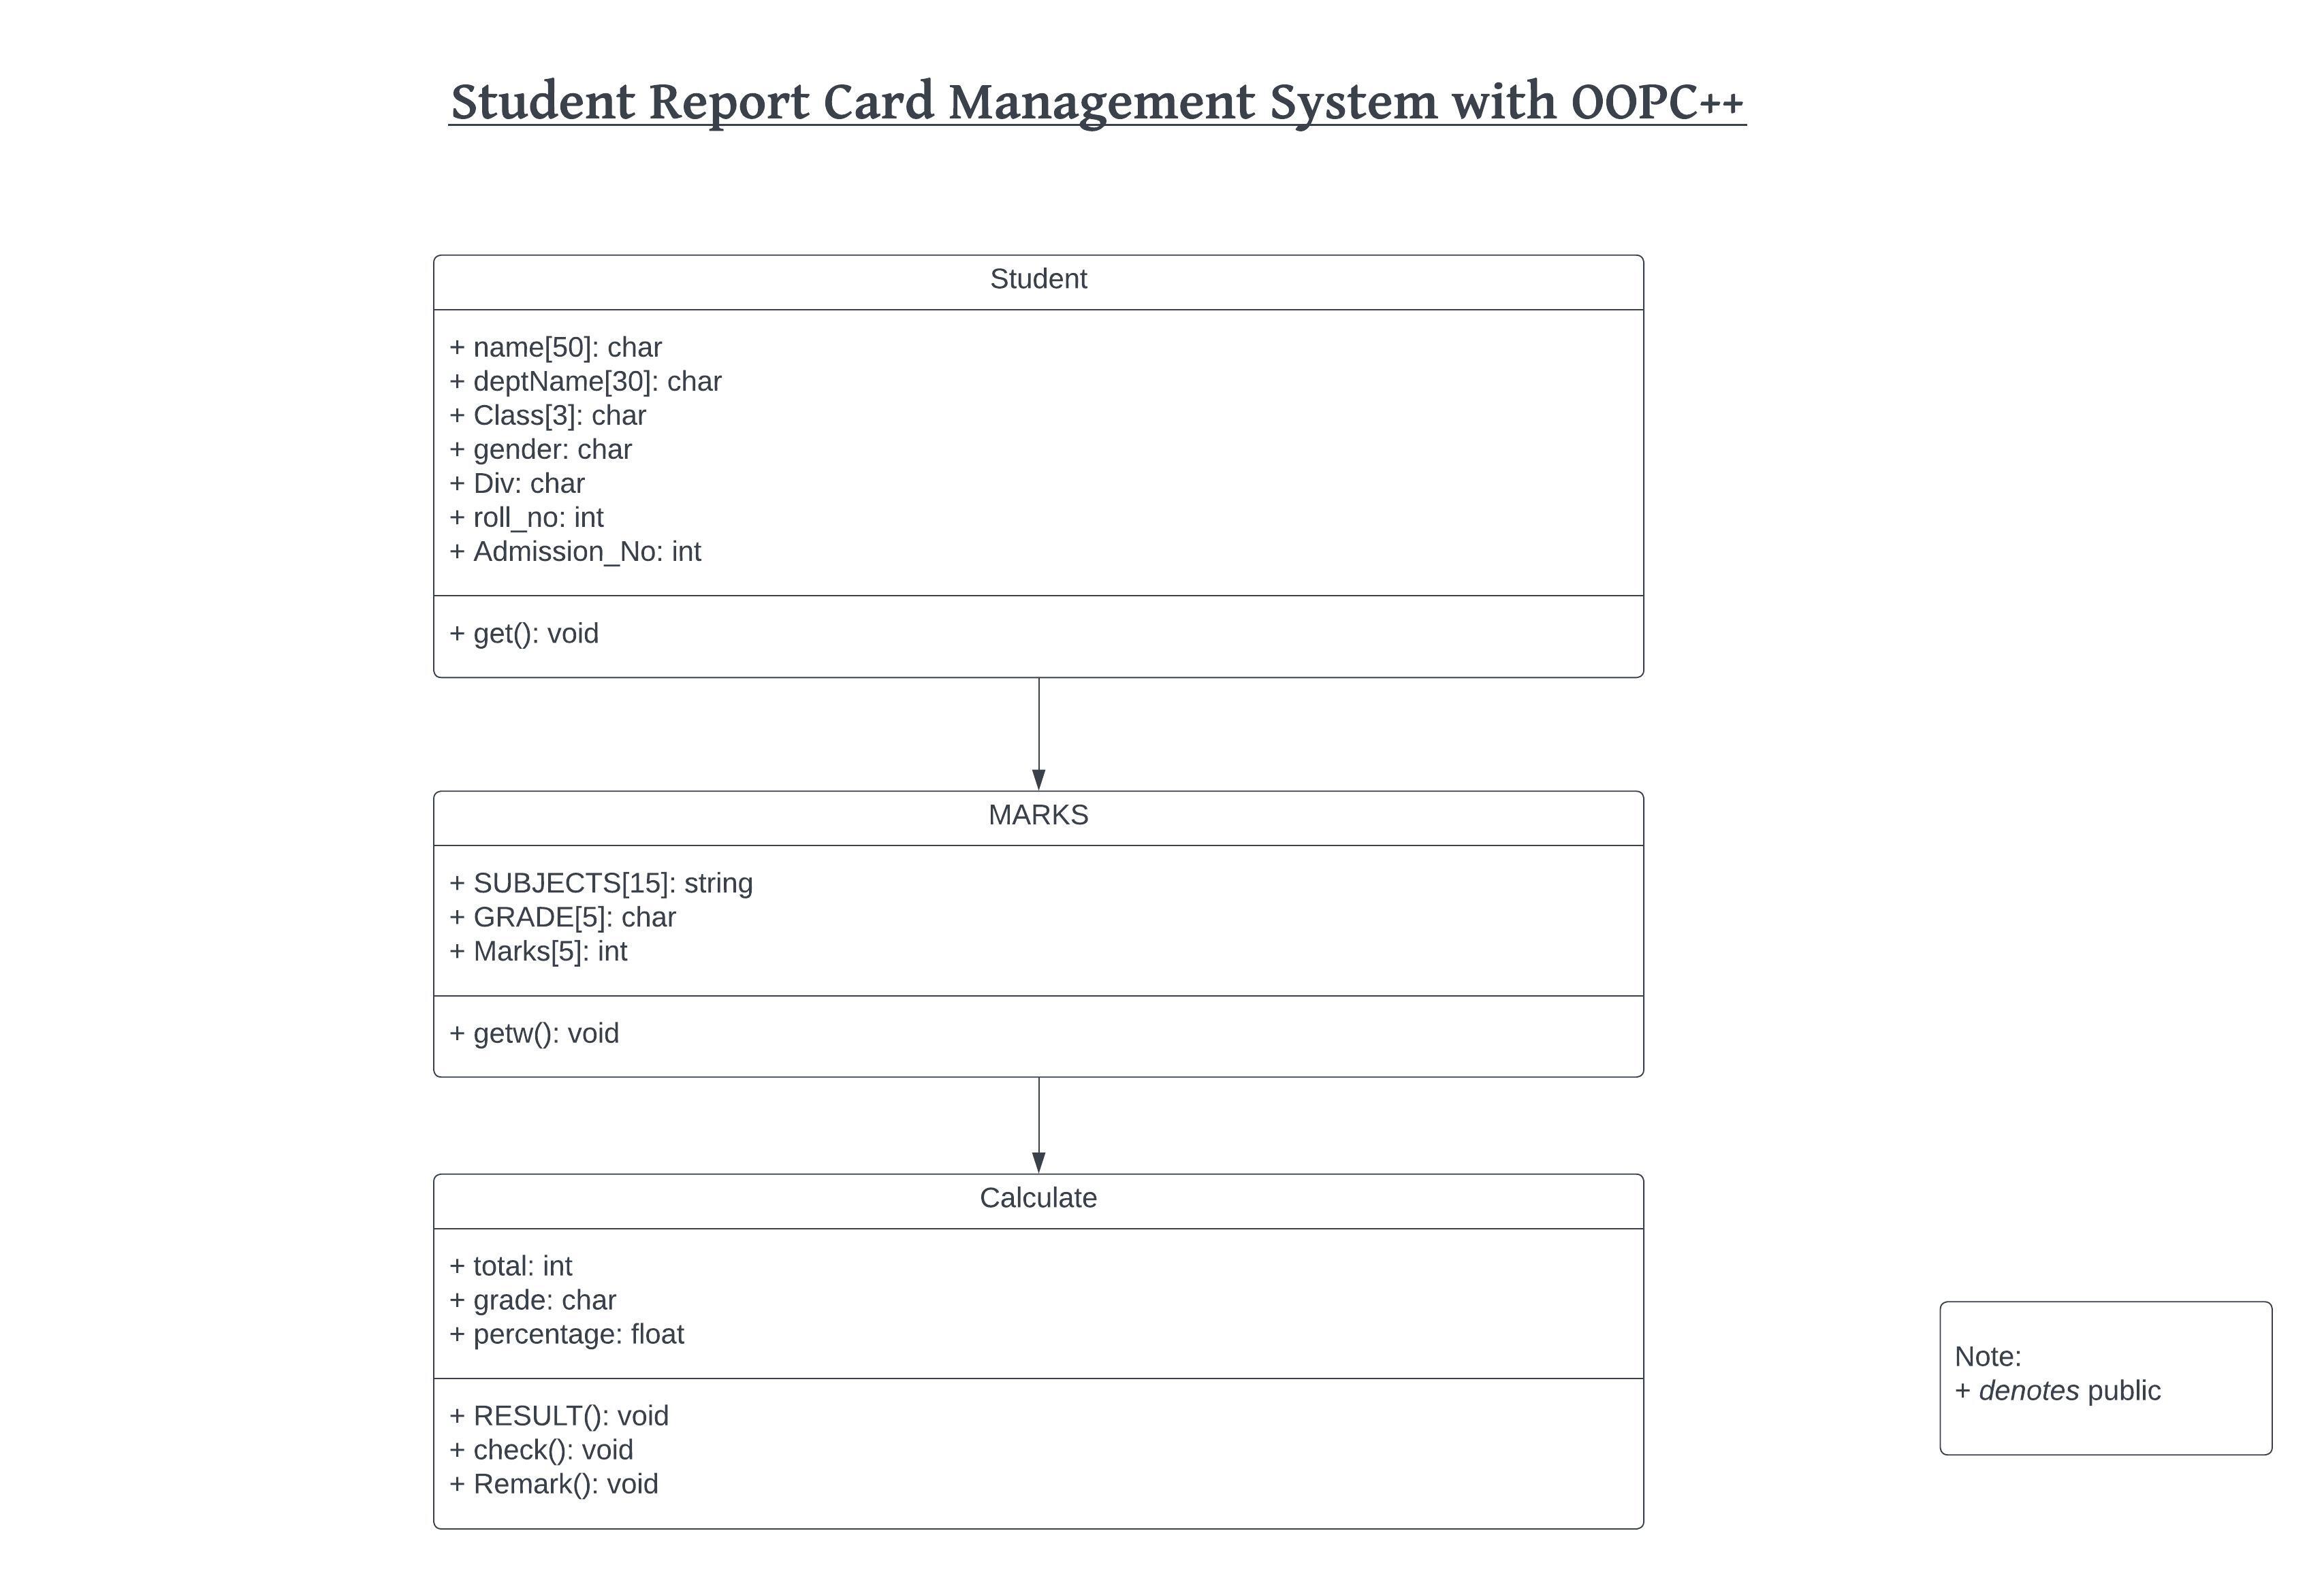 Student Report Card Management System with OOPC++
Student
+ name[50]: char
+ deptName[30]: char
+ Class[3]: char
+ gender: char
+ Div: char
+ roll_no: int
+ Admission_No: int
+ get(): void
MARKS
+ SUBJECTS[15]: string
+ GRADE[5]: char
+ Marks[5]: int
+ getw(): void
Calculate
+ total: int
+ grade: char
+ percentage: float
+ RESULT(): void
+ check(): void
+ Remark(): void
Note:
+ denotes public